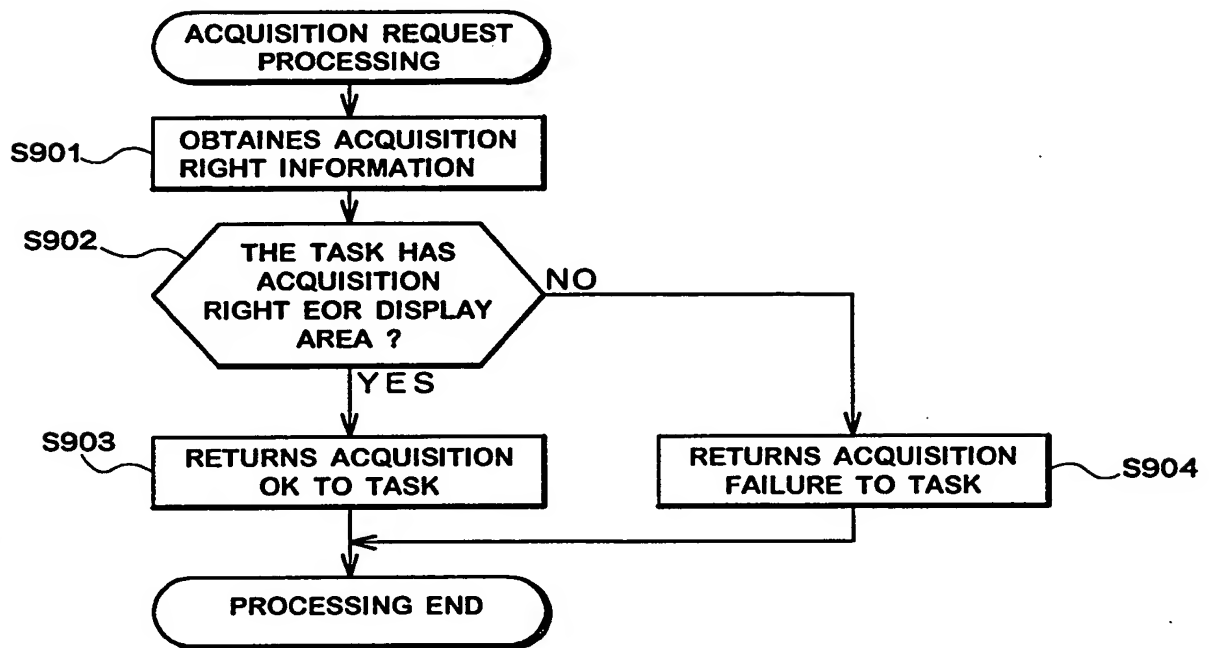 ACQUISITION REQUEST
PROCESSING
S901
OBTAINES ACQUISITION
RIGHT INFORMATION
S902
THE TASK HAS
ACQUISITION
RIGHT EOR DISPLAY
AREA ?
NO
YES
S903
RETURNS ACQUISITION
OK TO TASK
RETURNS ACQUISITION
FAILURE TO TASK
S904
PROCESSING END